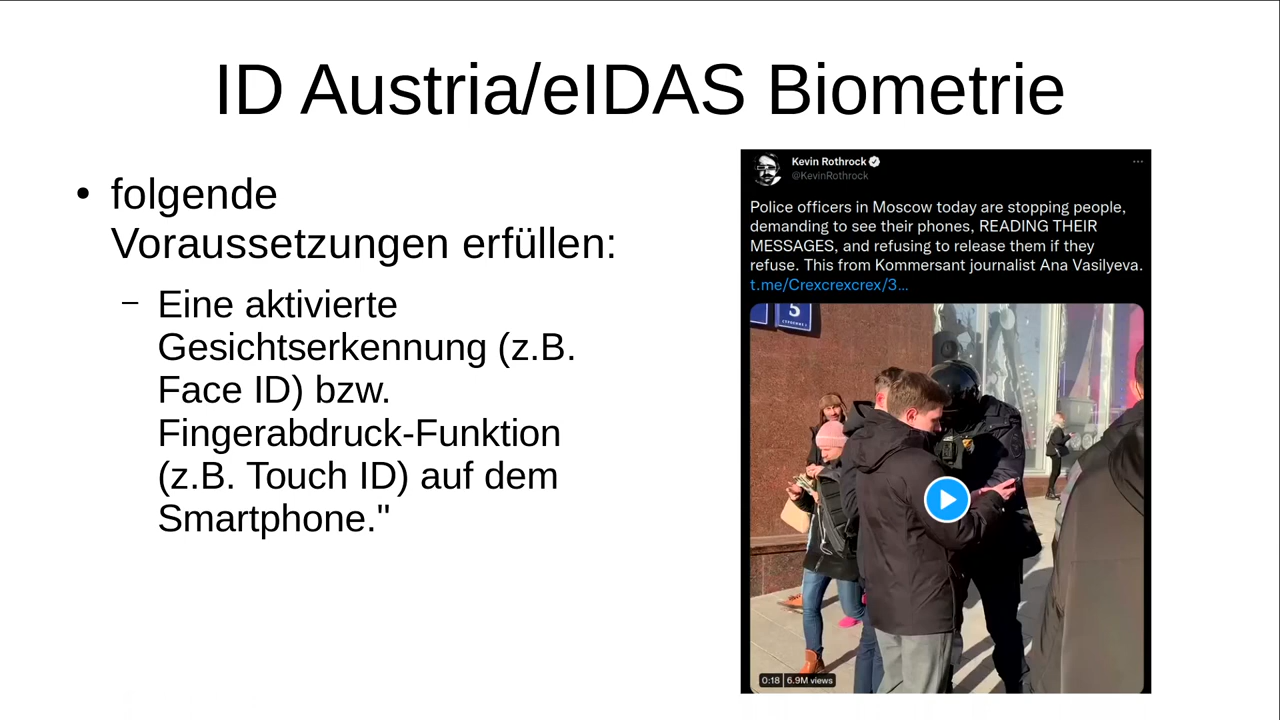 ID Austria/eIDAS Biometrie
• folgende
Voraussetzungen erfüllen:
– Eine aktivierte
Gesichtserkennung (z.B.
Face ID) bzw.
Fingerabdruck-Funktion
(z.B. Touch ID) auf dem
Smartphone."
Kevin Rothrock
@KevinRothrock
Police officers in Moscow today are stopping people,
demanding to see their phones, READING THEIR
MESSAGES, and refusing to release them if they
refuse. This from Kommersant journalist Ana Vasilyeva.
t.me/Crexcrexcrex/3...
5
0:18 6.9M views